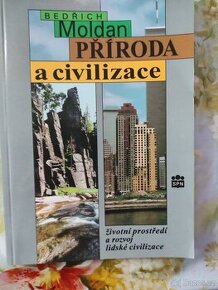 BEDŘICH
Moldan
PŘÍRODA
a civilizace
SPN
životní prostředí
a rozvoj
lidské civilizace